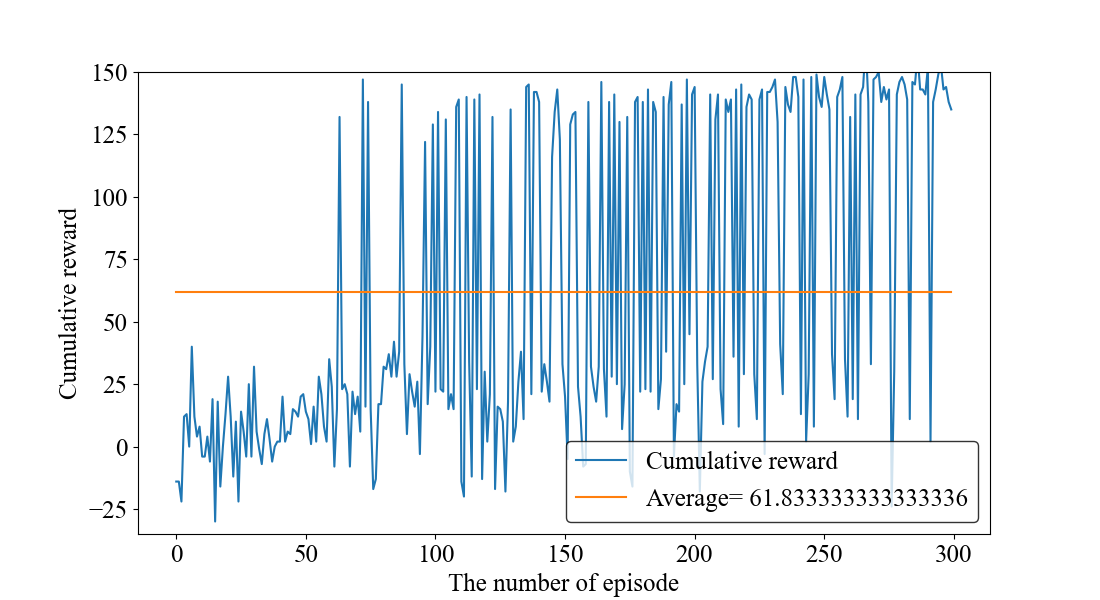 150
125
100
75
50
25
0
−25
Cumulative reward
Cumulative reward
Average= 61.833333333333336
0 50 100 150 200 250 300
The number of episode